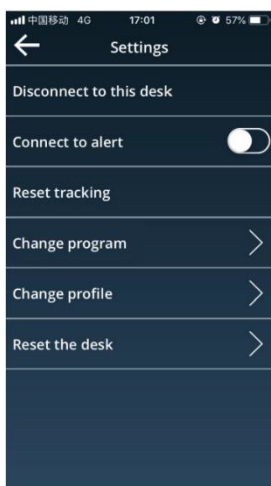 中国移动 4G 17:01 57%
Settings
Disconnect to this desk
Connect to alert
Reset tracking
Change program
Change profile
Reset the desk